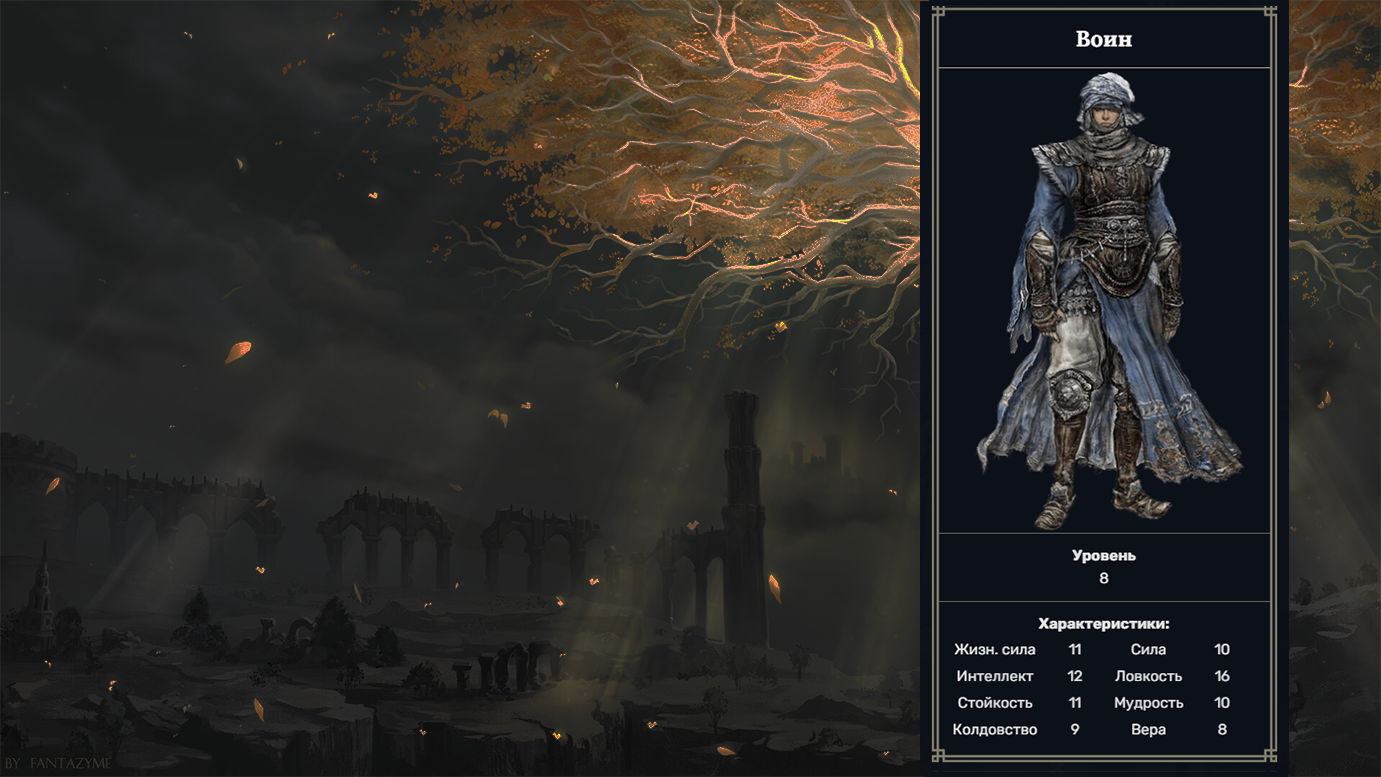 Воин
Уровень
8
Характеристики:
Жизн. сила 11 Сила 10
Интеллект 12 Ловкость 16
Стойкость 11 Мудрость 10
Колдовство 9 Вера 8
BY FANTAZYME